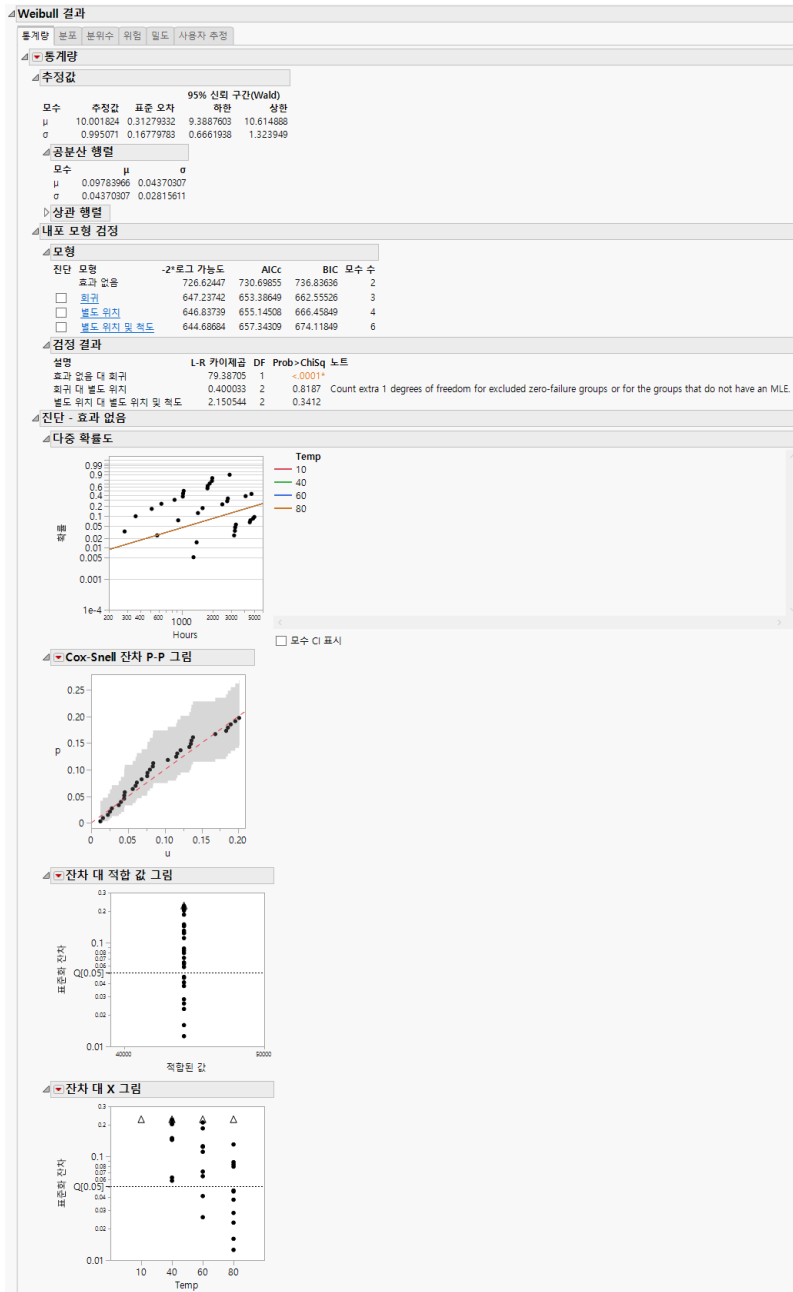 Weibull 결과
통계량 분포 분위수 위험 밀도 사용자 추정
통계량
추정값
95% 신뢰 구간(Wald)
모수 추정값 표준 오차 하한 상한
μ 10.001824 0.31279332 9.3887603 10.614888
σ 0.995071 0.16779783 0.6661938 1.323949
공분산 행렬
모수 μ σ
μ 0.09783966 0.04370307
σ 0.04370307 0.02815611
상관 행렬
내포 모형 검정
모형
진단 모형 -2*로그 가능도 AICc BIC 모수 수
효과 없음 726.62447 730.69855 736.83636 2
회귀 647.23742 653.38649 662.55526 3
별도 위치 646.83739 655.14508 666.45849 4
별도 위치 및 척도 644.68684 657.34309 674.11849 6
검정 결과
설명 L-R 카이제곱 DF Prob>ChiSq 노트
효과 없음 대 회귀 79.38705 1 <.0001*
회귀 대 별도 위치 0.400033 2 0.8187 Count extra 1 degrees of freedom for excluded zero-failure groups or for the groups that do not have an MLE.
별도 위치 대 별도 위치 및 척도 2.150544 2 0.3412
진단 - 효과 없음
다중 확률도
0.99
0.9
0.6
0.4
0.2
0.1
0.05
0.02
0.01
0.005
0.001
1e-4
확률
200 300 400 600 1000 2000 3000 5000
Hours
Temp
10
40
60
80
모수 CI 표시
Cox-Snell 잔차 P-P 그림
0.25
0.20
0.15
0.10
0.05
0
p
0 0.05 0.10 0.15 0.20
u
잔차 대 적합 값 그림
0.3
0.2
0.1
0.08
0.07
0.06
Q[0.05]
0.04
0.03
0.02
0.01
표준화 잔차
40000 50000
적합된 값
잔차 대 X 그림
0.3
0.2
0.1
0.08
0.07
0.06
Q[0.05]
0.04
0.03
0.02
0.01
표준화 잔차
10 40 60 80
Temp